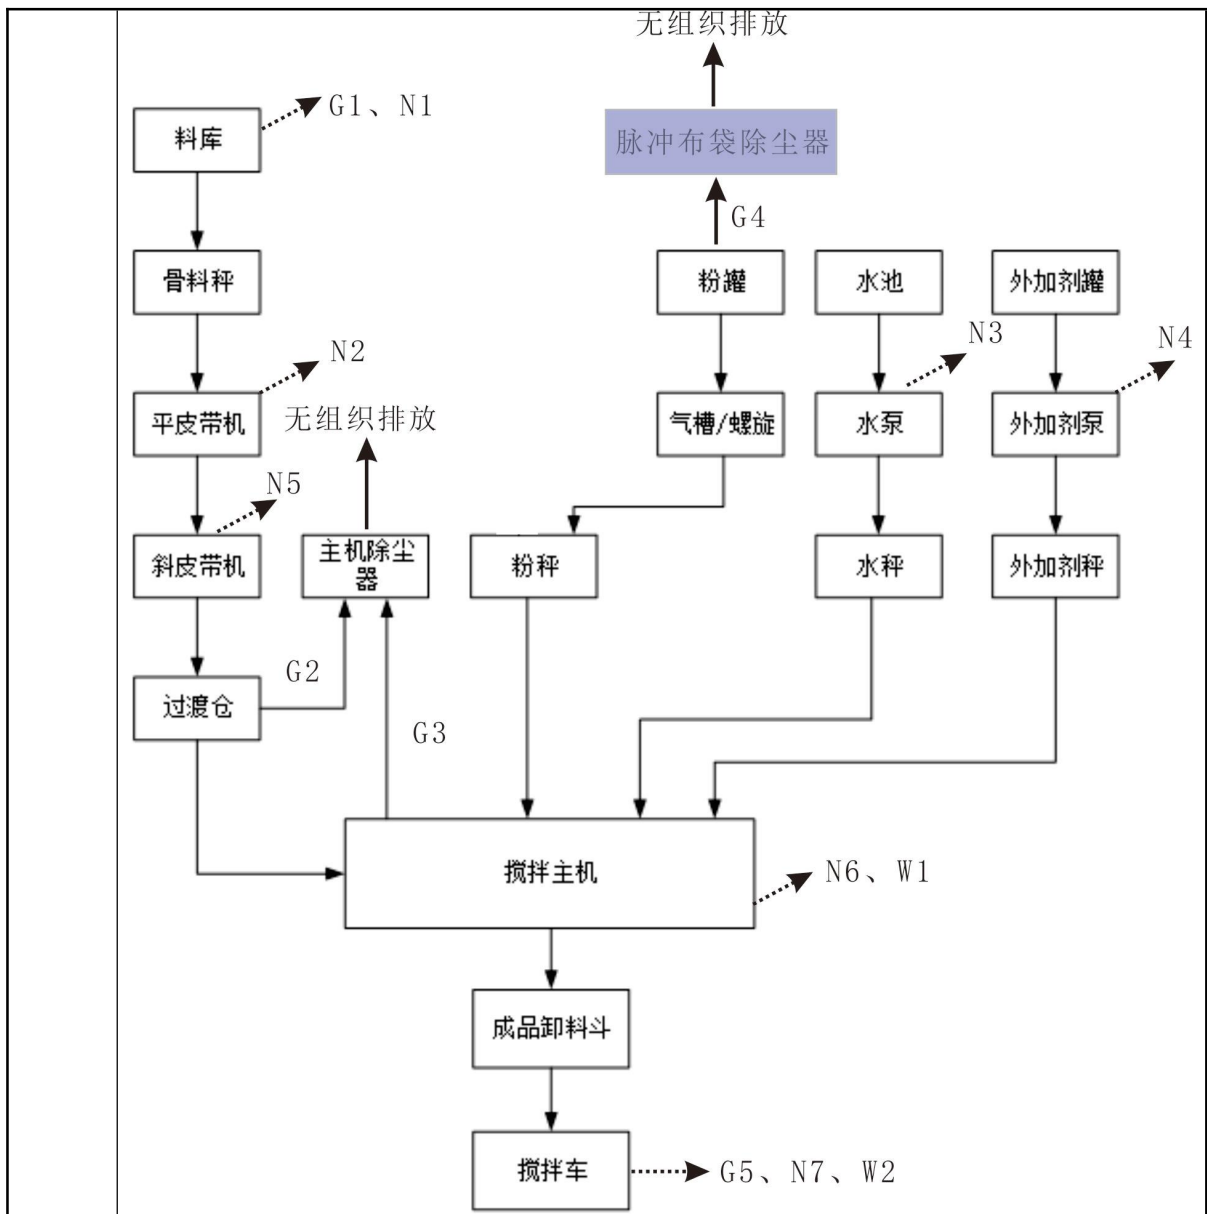 无组织排放
G1、N1
料库
脉冲布袋除尘器
G4
骨料秤
粉罐
水池
外加剂罐
N2
N3
N4
平皮带机
无组织排放
气槽/螺旋
水泵
外加剂泵
N5
斜皮带机
主机除尘
器
粉秤
水秤
外加剂秤
G2
过渡仓
G3
搅拌主机
N6、W1
成品卸料斗
搅拌车
G5、N7、W2